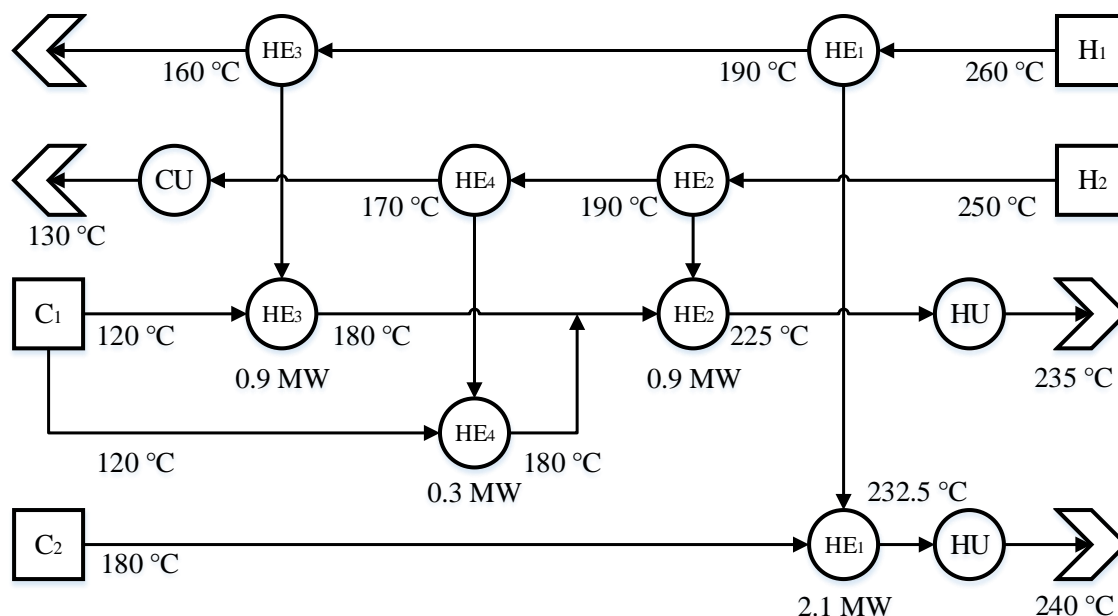 HE₃
HE₁
H₁
160 ℃
190 ℃
260 ℃
CU
HE₄
HE₂
H₂
130 ℃
170 ℃
190 ℃
250 ℃
C₁
HE₃
HE₂
HU
120 ℃
180 ℃
225 ℃
235 ℃
0.9 MW
0.9 MW
HE₄
120 ℃
180 ℃
0.3 MW
232.5 ℃
C₂
HE₁
HU
180 ℃
2.1 MW
240 ℃